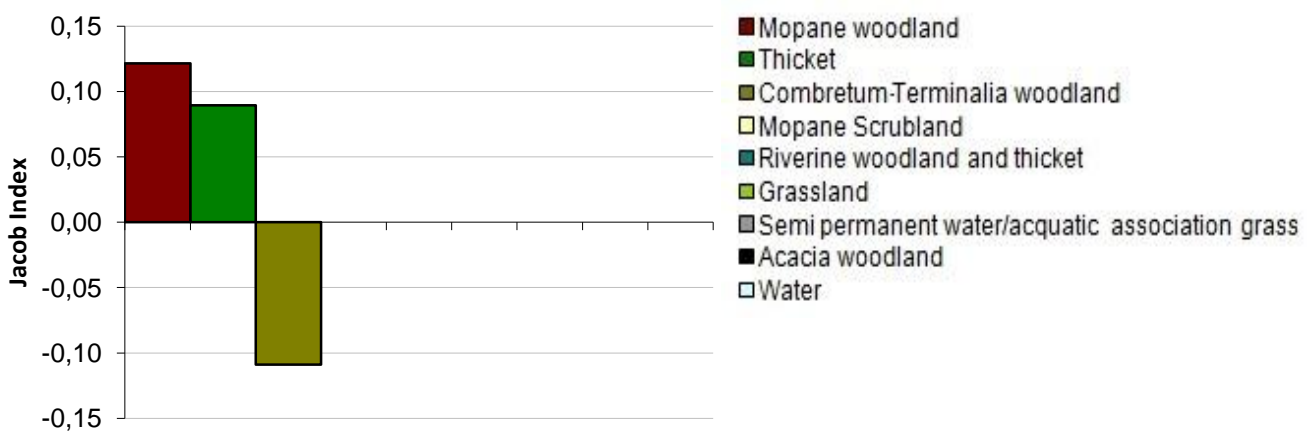 0,15
0,10
0,05
0,00
-0,05
-0,10
-0,15
Jacob Index
Mopane woodland
Thicket
Combretum-Terminalia woodland
Mopane Scrubland
Riverine woodland and thicket
Grassland
Semi permanent water/acquatic association grass
Acacia woodland
Water